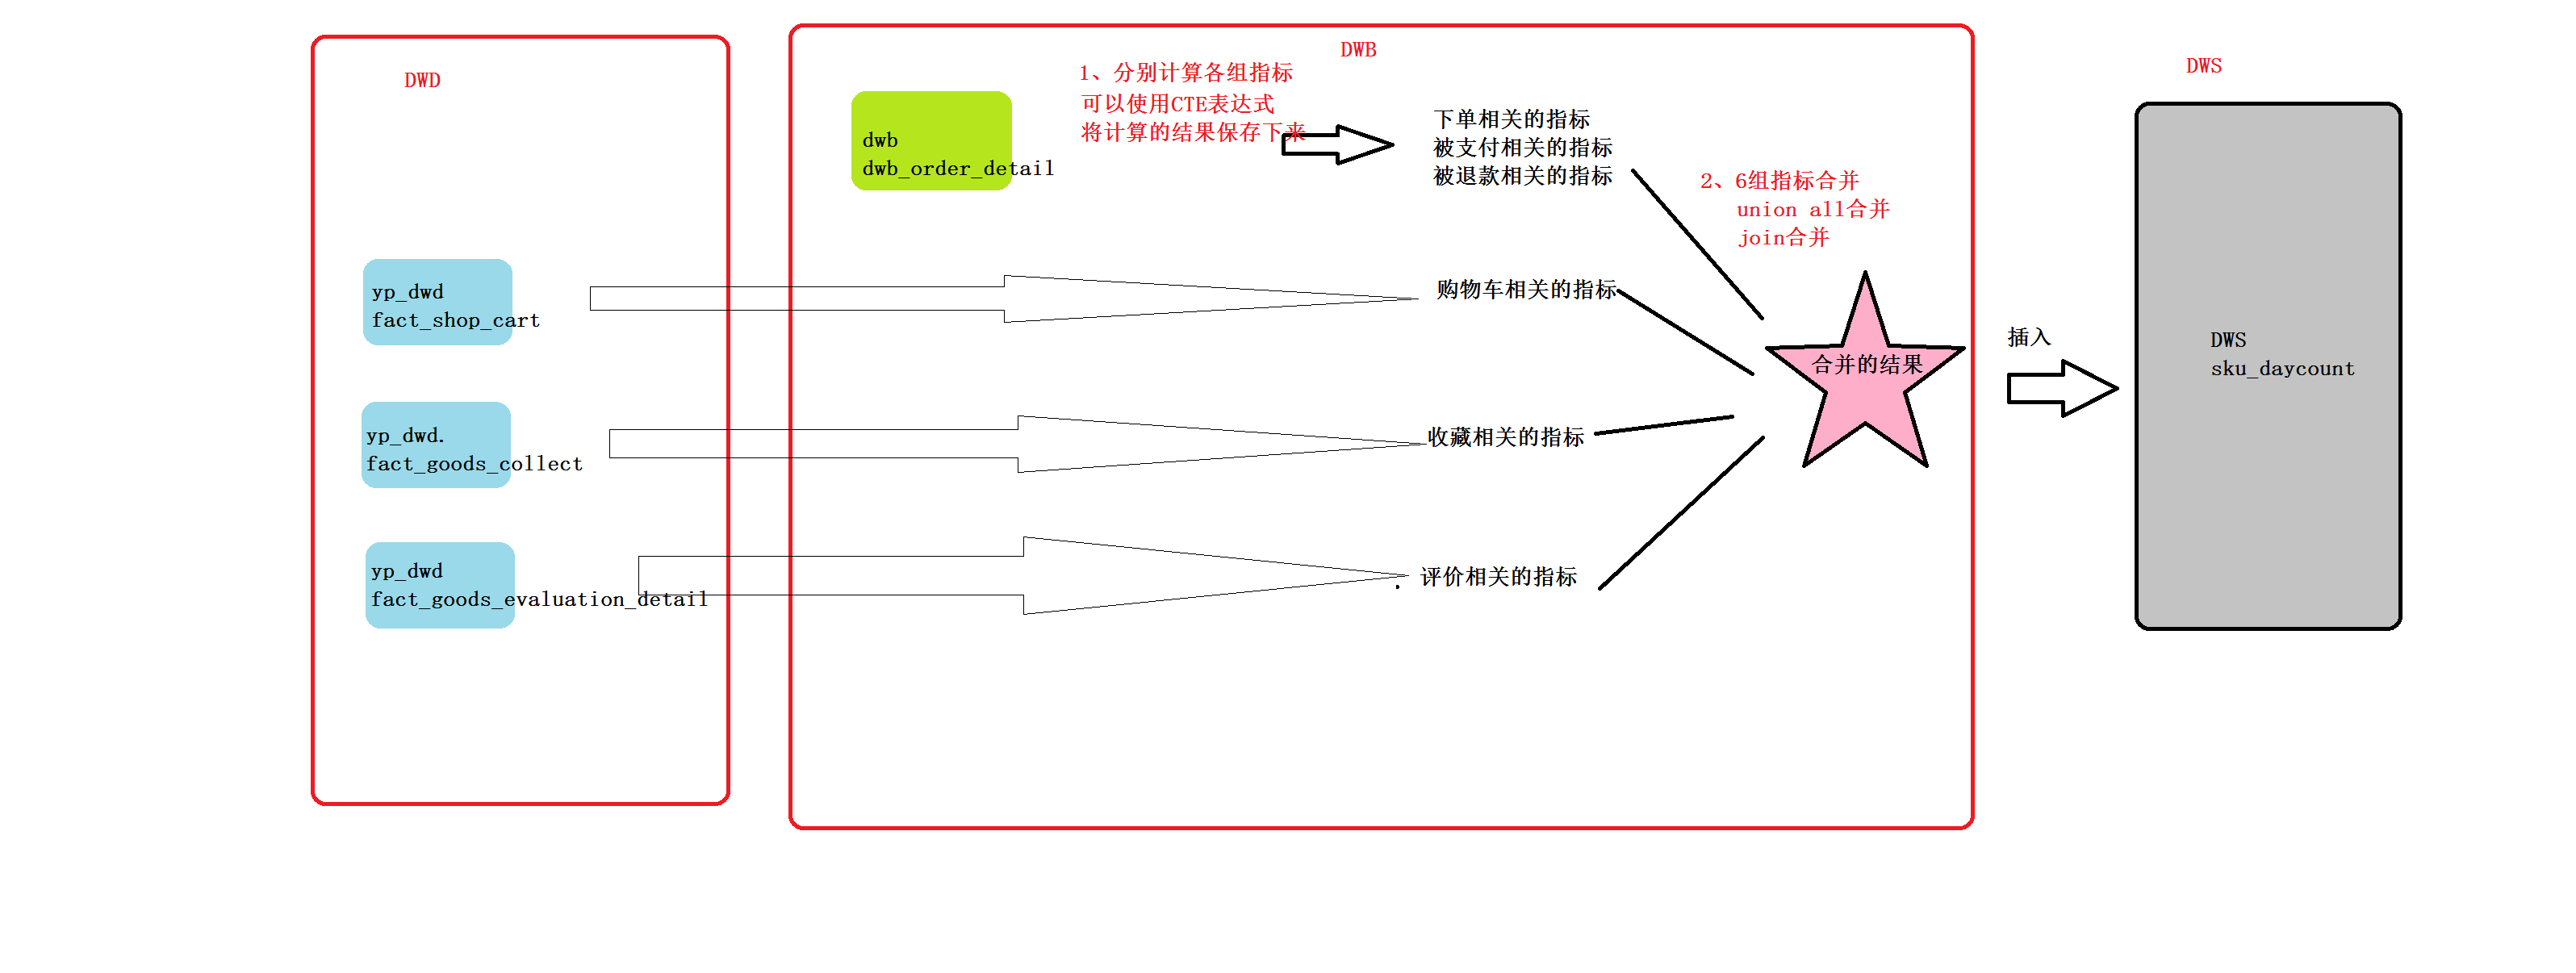 DWD
yp_dwd
fact_shop_cart
yp_dwd.
fact_goods_collect
yp_dwd
fact_goods_evaluation_detail
DWB
1、分别计算各组指标
可以使用CTE表达式
将计算的结果保存下来
dwb
dwb_order_detail
下单相关的指标
被支付相关的指标
被退款相关的指标
购物车相关的指标
收藏相关的指标
评价相关的指标
2、6组指标合并
union all合并
join合并
合并的结果
插入
DWS
DWS
sku_daycount